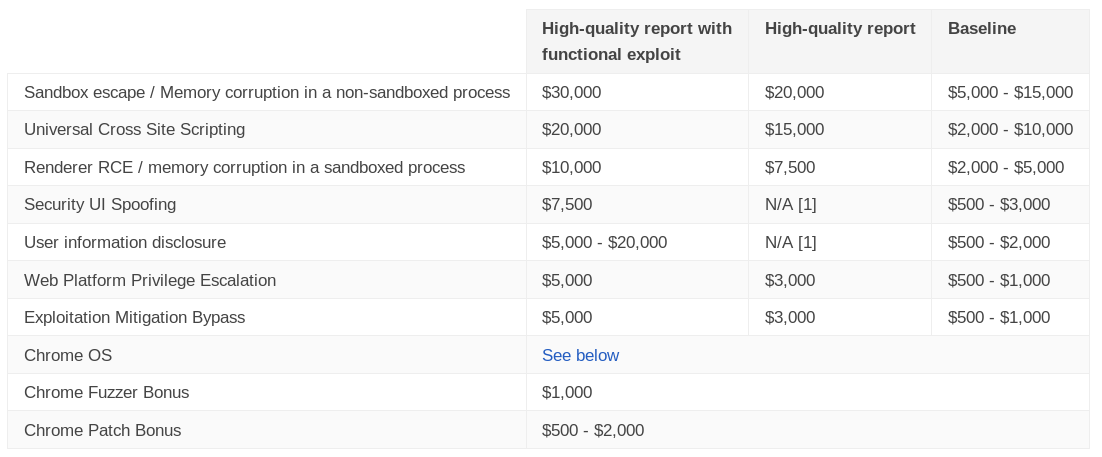 High-quality report with functional exploit High-quality report Baseline
Sandbox escape / Memory corruption in a non-sandboxed process $30,000 $20,000 $5,000 - $15,000
Universal Cross Site Scripting $20,000 $15,000 $2,000 - $10,000
Renderer RCE / memory corruption in a sandboxed process $10,000 $7,500 $2,000 - $5,000
Security UI Spoofing $7,500 N/A [1] $500 - $3,000
User information disclosure $5,000 - $20,000 N/A [1] $500 - $2,000
Web Platform Privilege Escalation $5,000 $3,000 $500 - $1,000
Exploitation Mitigation Bypass $5,000 $3,000 $500 - $1,000
Chrome OS See below
Chrome Fuzzer Bonus $1,000
Chrome Patch Bonus $500 - $2,000